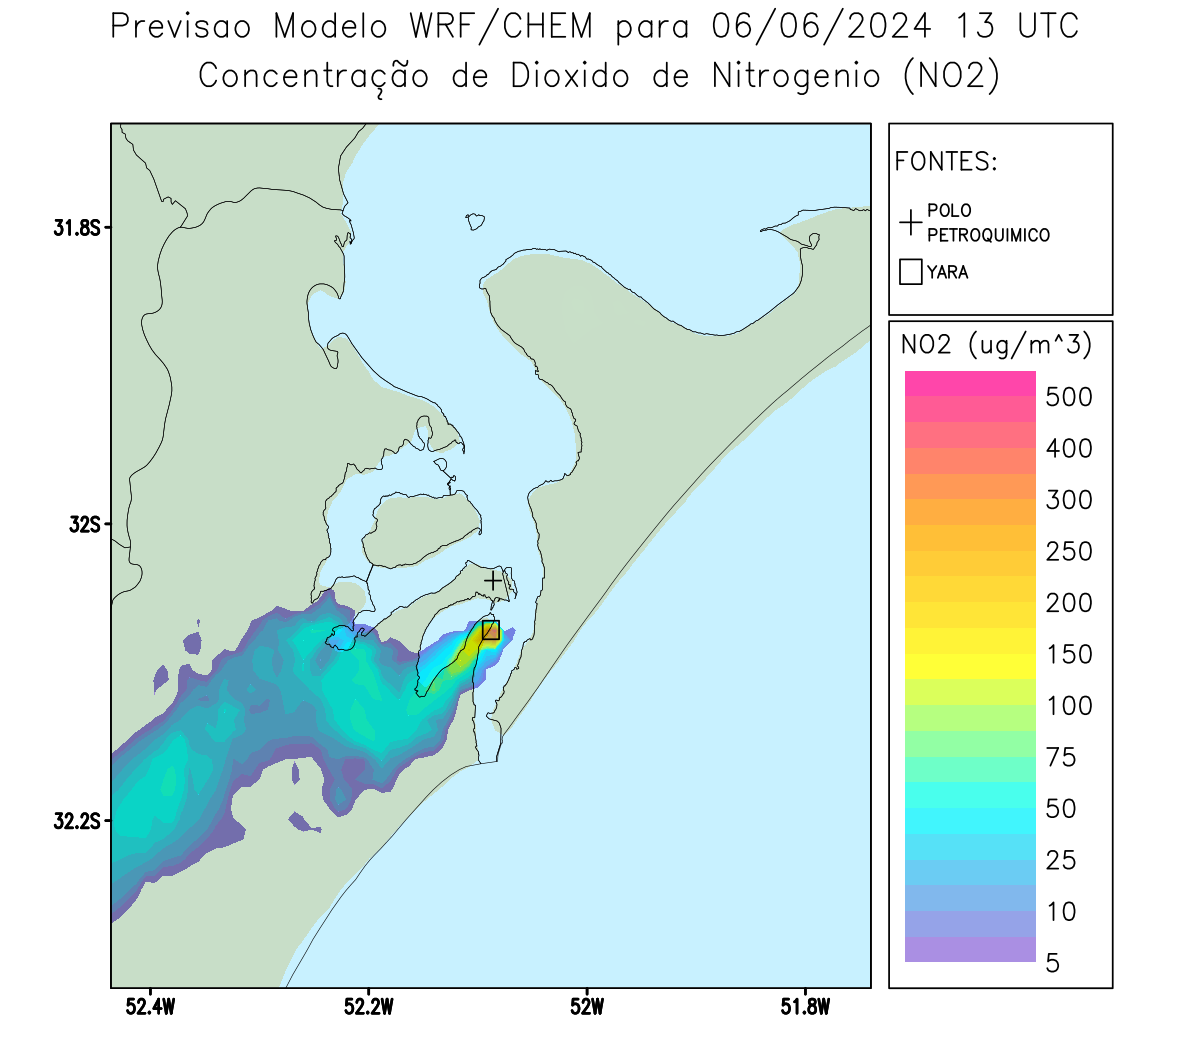 Previsao Modelo WRF/CHEM para 06/06/2024 13 UTC
Concentração de Dioxido de Nitrogenio (NO2)
FONTES:
POLO
PETROQUIMICO
YARA
NO2 (ug/m^3)
500
400
300
250
200
150
100
75
50
25
10
5
31.8S
32S
32.2S
52.4W
52.2W
52W
51.8W